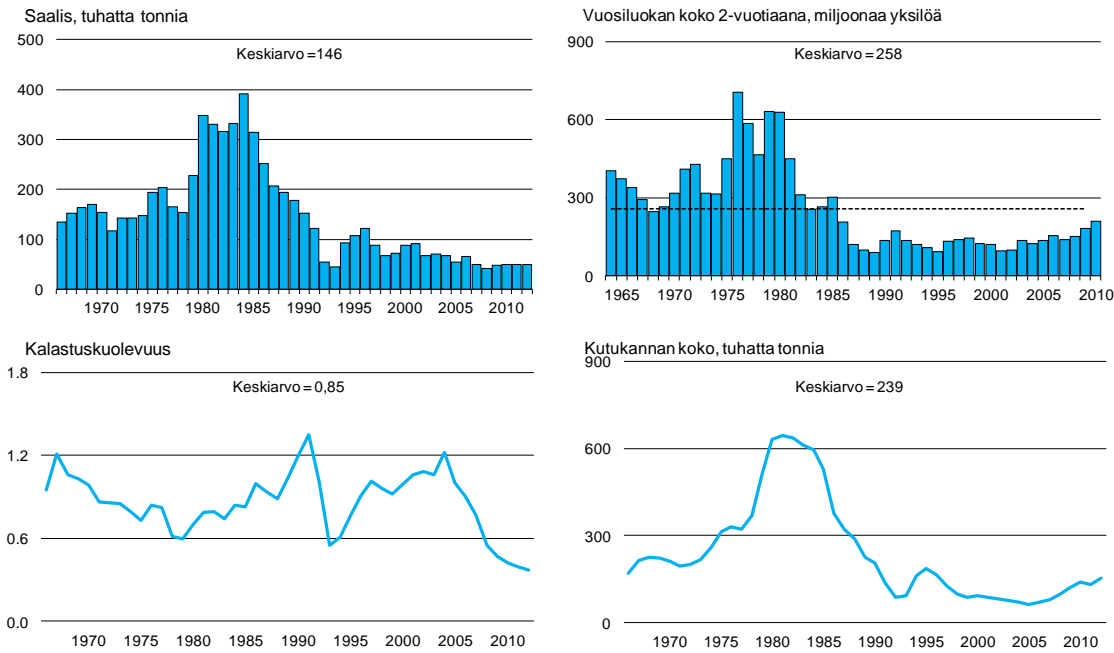 Saalis, tuhatta tonnia
500
Keskiarvo =146
400
300
200
100
0
1970 1975 1980 1985 1990 1995 2000 2005 2010
Vuosiluokan koko 2-vuotiaana, miljoonaa yksilöä
900
Keskiarvo = 258
600
300
0
1965 1970 1975 1980 1985 1990 1995 2000 2005 2010
Kalastuskuolevuus
1.8
Keskiarvo = 0,85
1.2
0.6
0.0
1970 1975 1980 1985 1990 1995 2000 2005 2010
Kutukannan koko, tuhatta tonnia
900
Keskiarvo = 239
600
300
0
1970 1975 1980 1985 1990 1995 2000 2005 2010